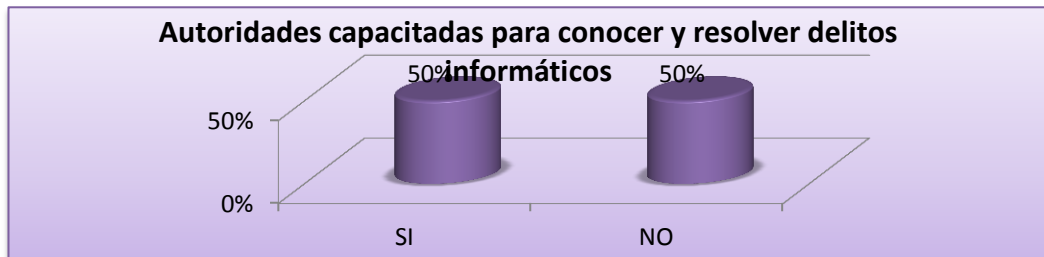 Autoridades capacitadas para conocer y resolver delitos
informáticos
50% 50%
50%
0%
SI NO